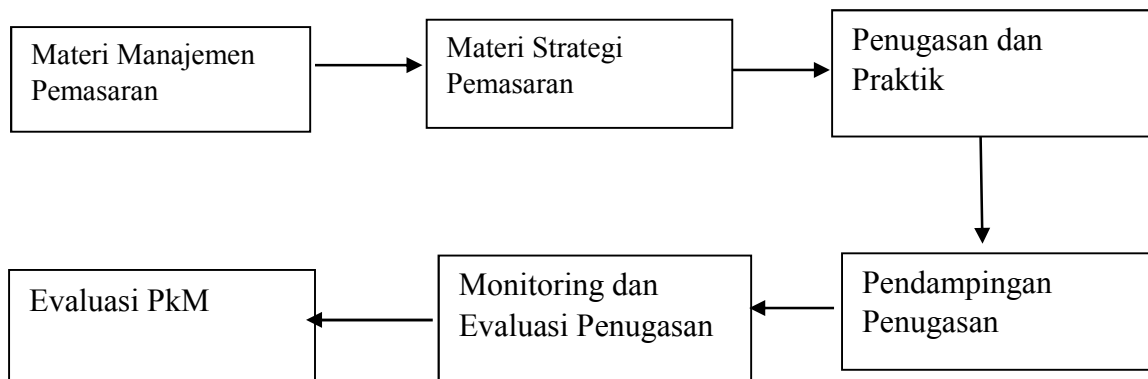 Materi Manajemen
Pemasaran
Materi Strategi
Pemasaran
Penugasan dan
Praktik
Pendampingan
Penugasan
Monitoring dan
Evaluasi Penugasan
Evaluasi PkM